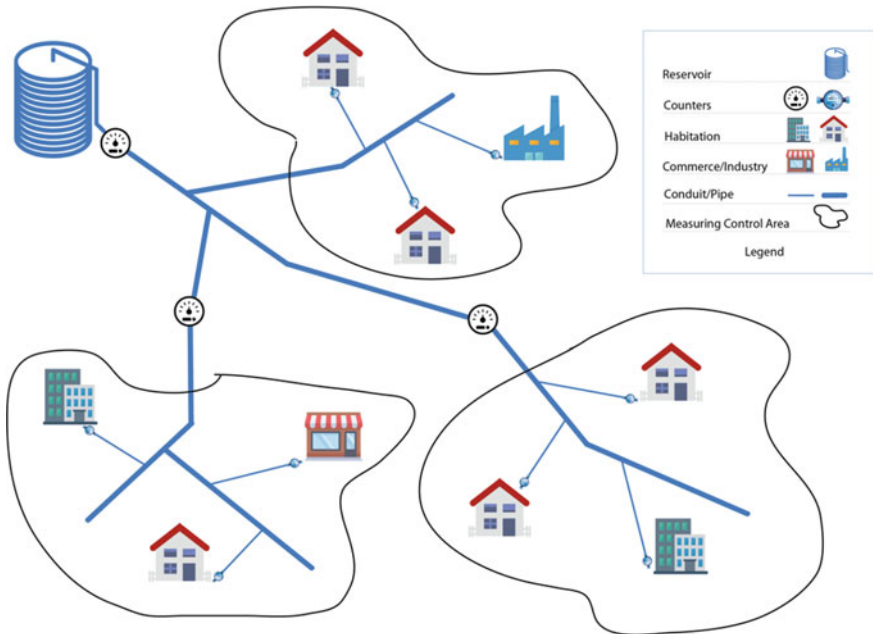 Reservoir
Counters
Habitation
Commerce/Industry
Conduit/Pipe
Measuring Control Area
Legend